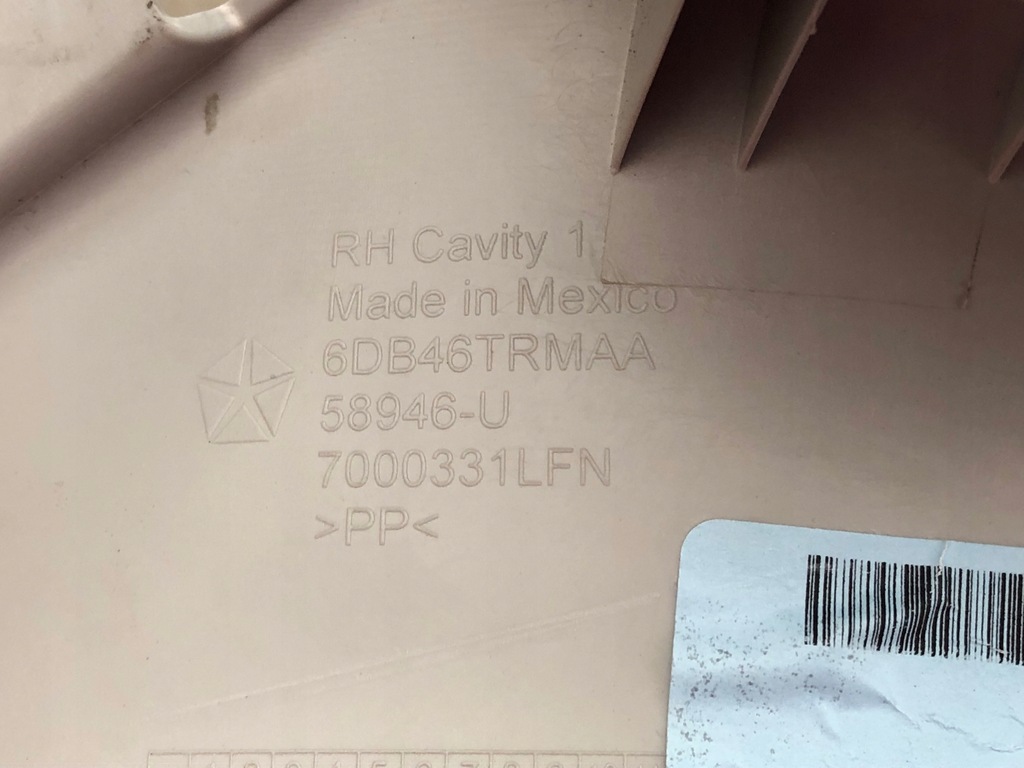 RH Cavity 1
Made in Mexico
6DB46TRMAA
58946-U
7000331LFN
>PP<